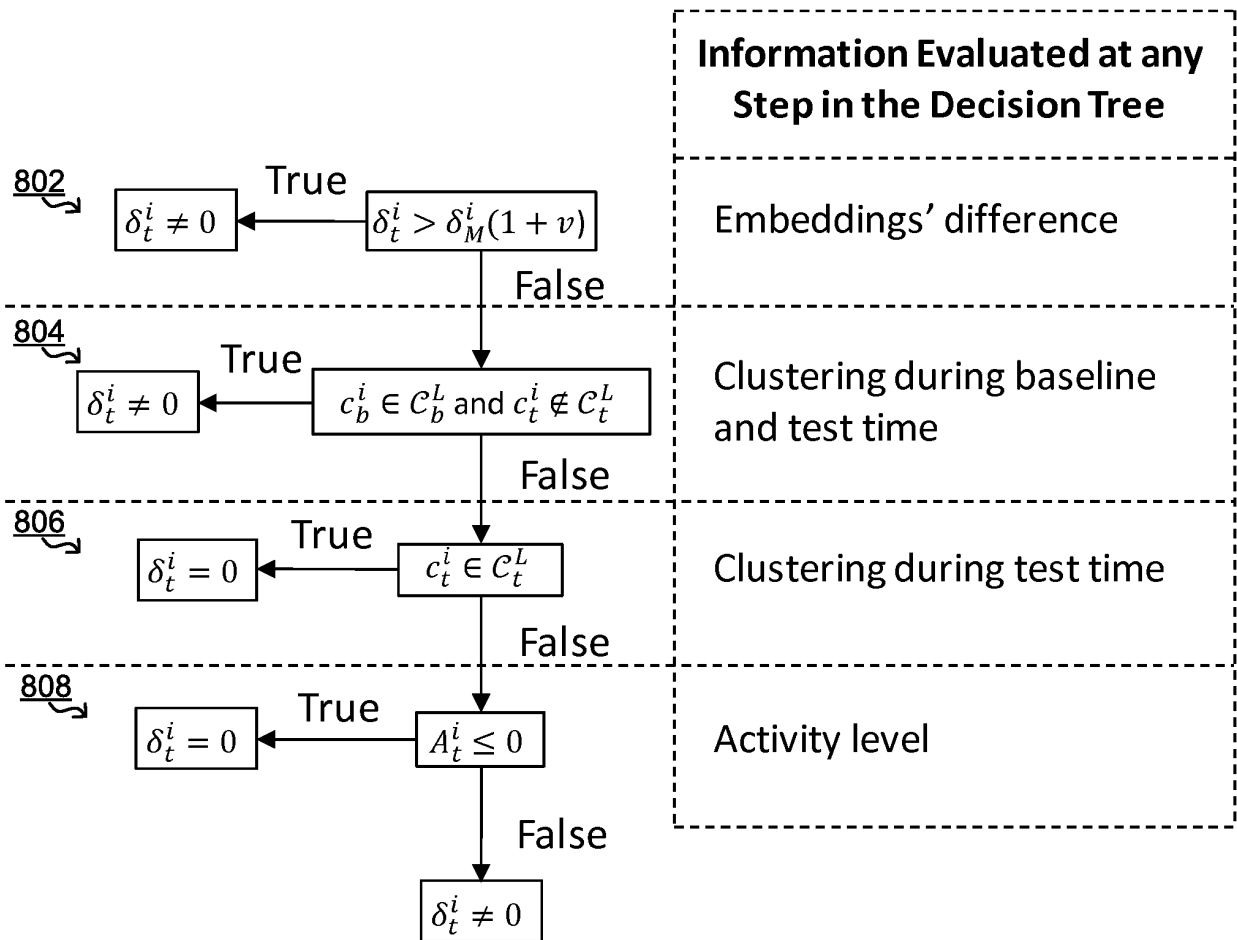 Information Evaluated at any
Step in the Decision Tree
802
True
δ_t^i ≠ 0
δ_t^i > δ_M^i(1 + v)
Embeddings’ difference
False
804
True
δ_t^i ≠ 0
c_b^i ∈ 𝒞_b^L and c_t^i ∉ 𝒞_t^L
Clustering during baseline
and test time
False
806
True
δ_t^i = 0
c_t^i ∈ 𝒞_t^L
Clustering during test time
False
808
True
δ_t^i = 0
A_t^i ≤ 0
Activity level
False
δ_t^i ≠ 0